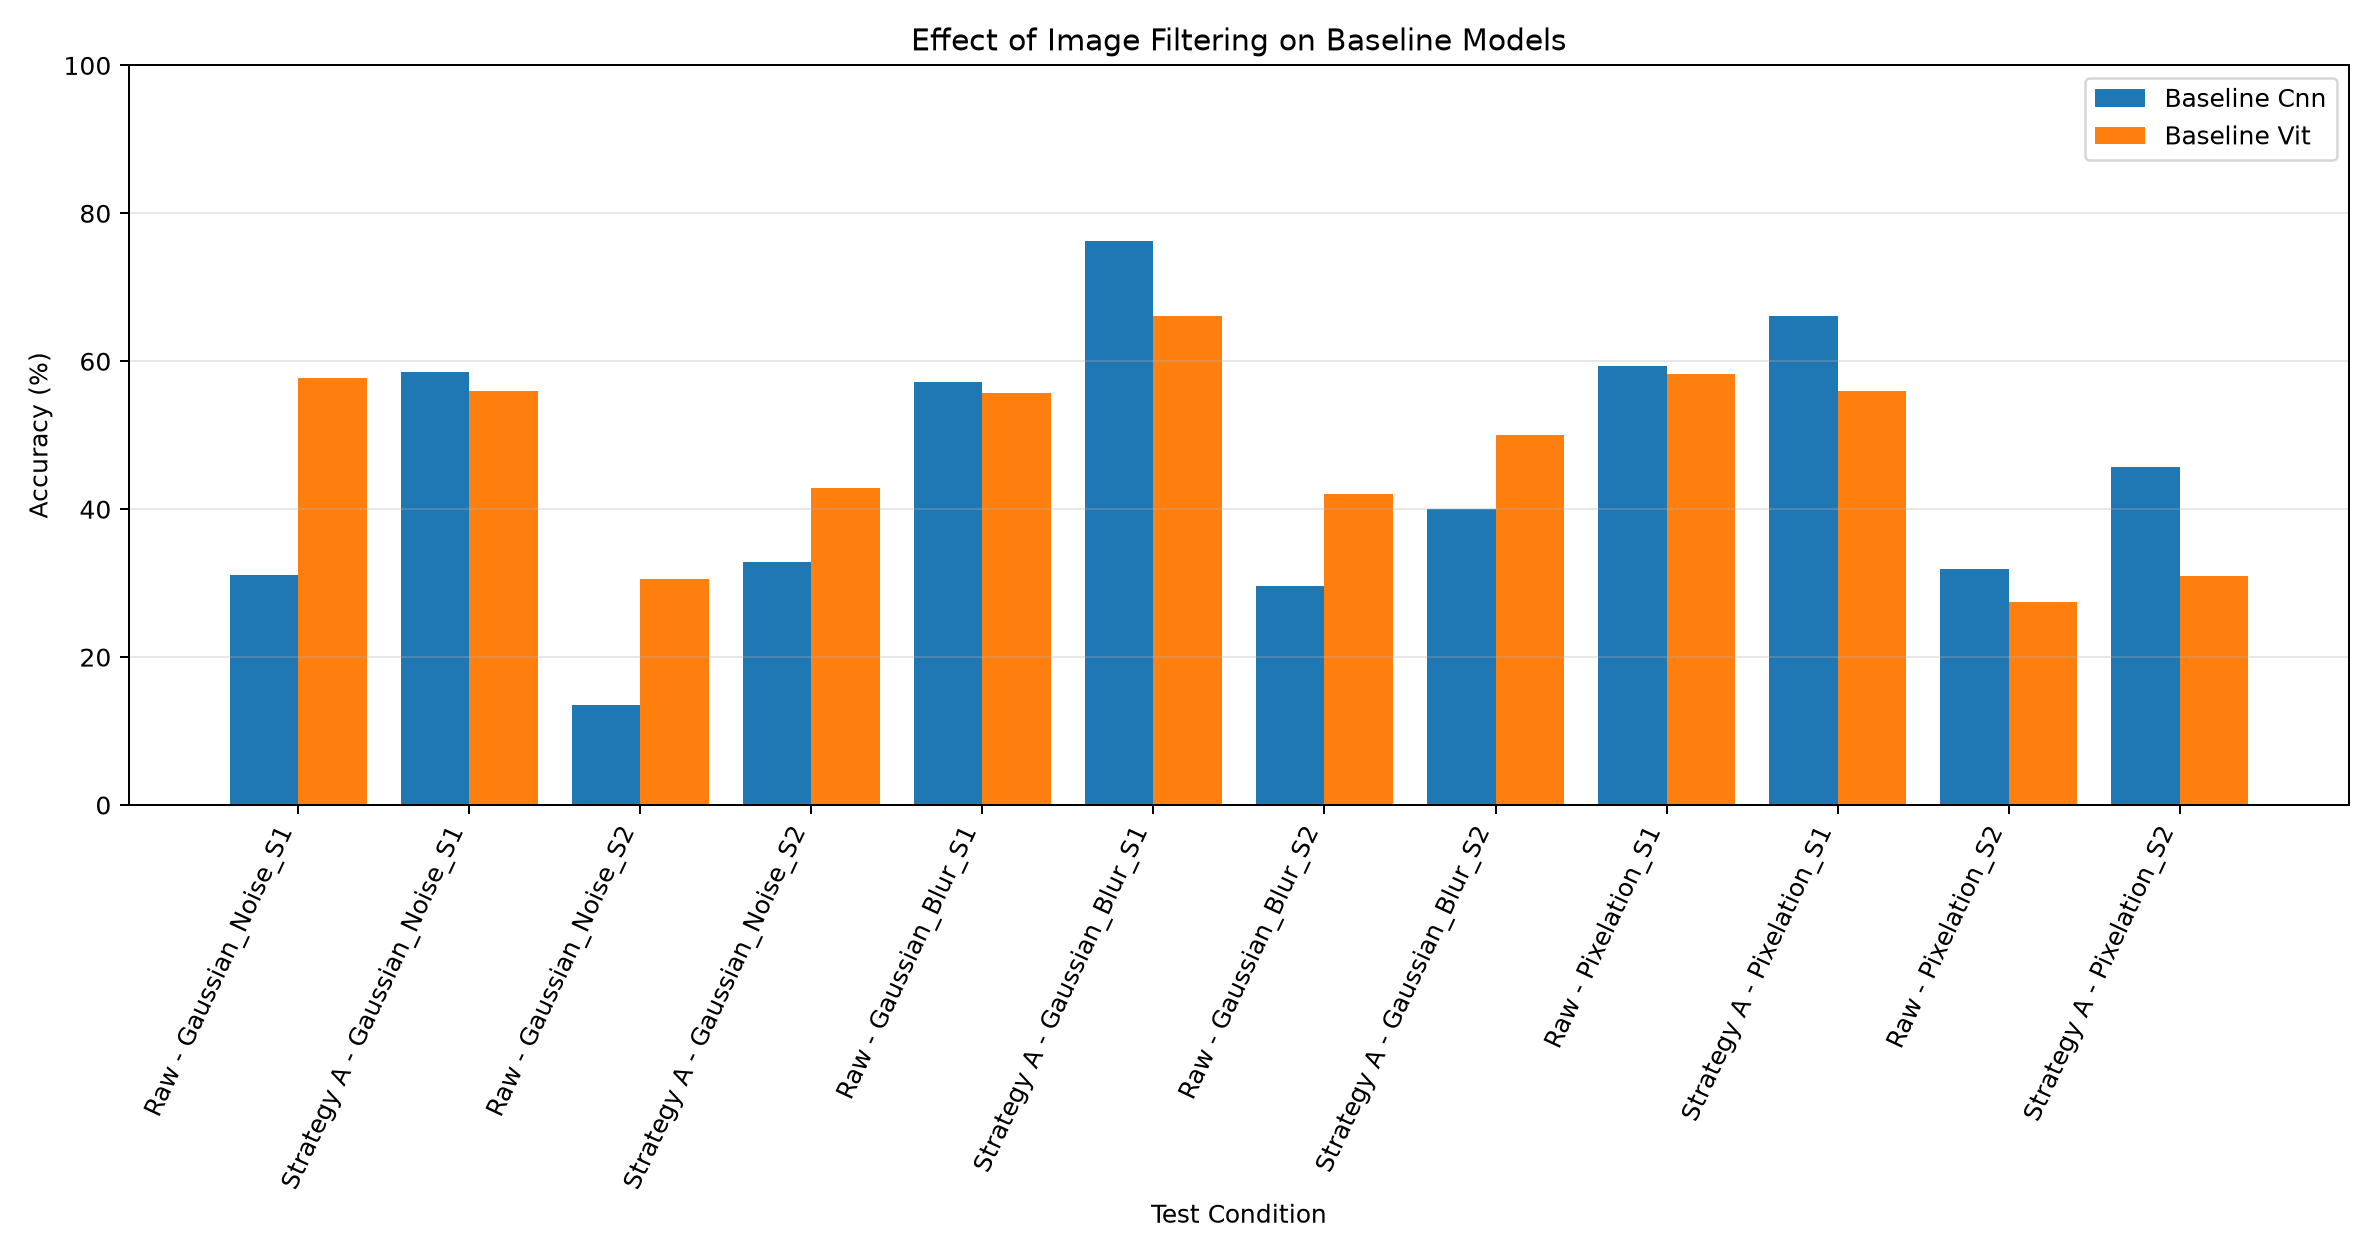 Effect of Image Filtering on Baseline Models
Baseline Cnn
Baseline Vit
Accuracy (%)
100
80
60
40
20
0
Raw - Gaussian_Noise_S1
Strategy A - Gaussian_Noise_S1
Raw - Gaussian_Noise_S2
Strategy A - Gaussian_Noise_S2
Raw - Gaussian_Blur_S1
Strategy A - Gaussian_Blur_S1
Raw - Gaussian_Blur_S2
Strategy A - Gaussian_Blur_S2
Raw - Pixelation_S1
Strategy A - Pixelation_S1
Raw - Pixelation_S2
Strategy A - Pixelation_S2
Test Condition